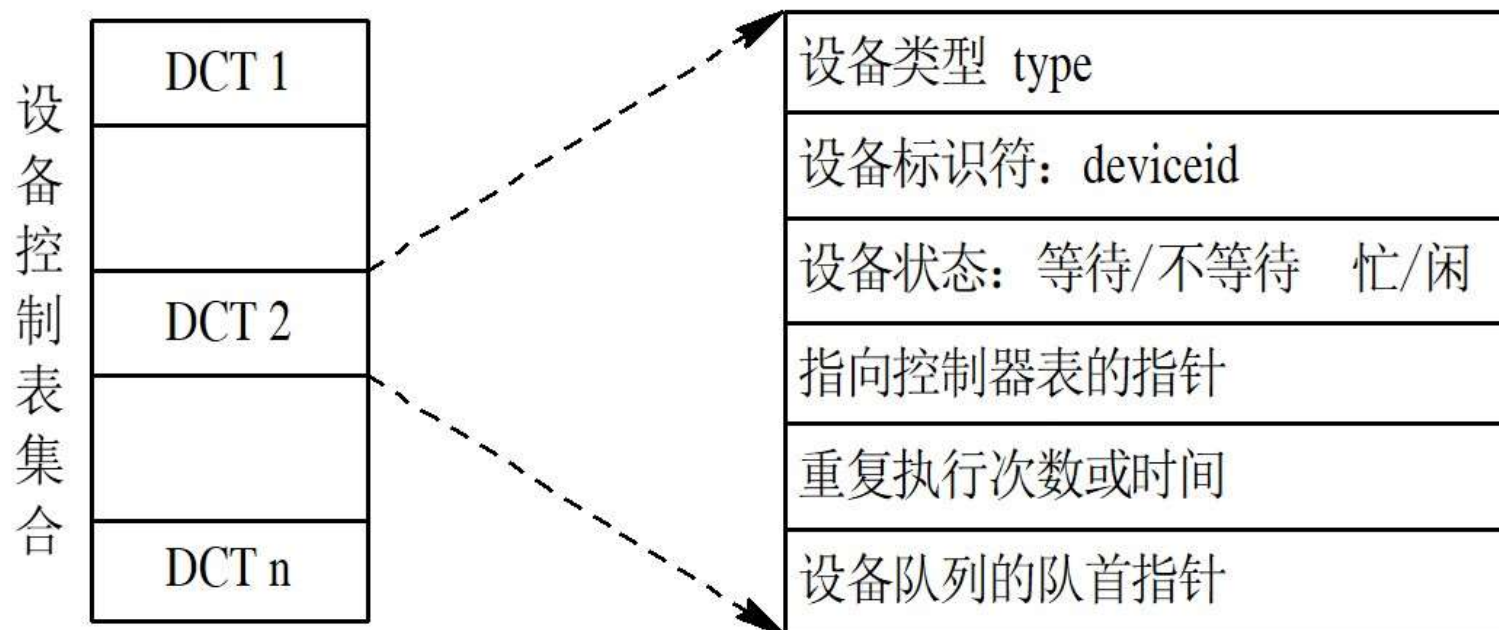 设备控制表集合
DCT 1
DCT 2
DCT n
设备类型 type
设备标识符：deviceid
设备状态：等待/不等待 忙/闲
指向控制器表的指针
重复执行次数或时间
设备队列的队首指针